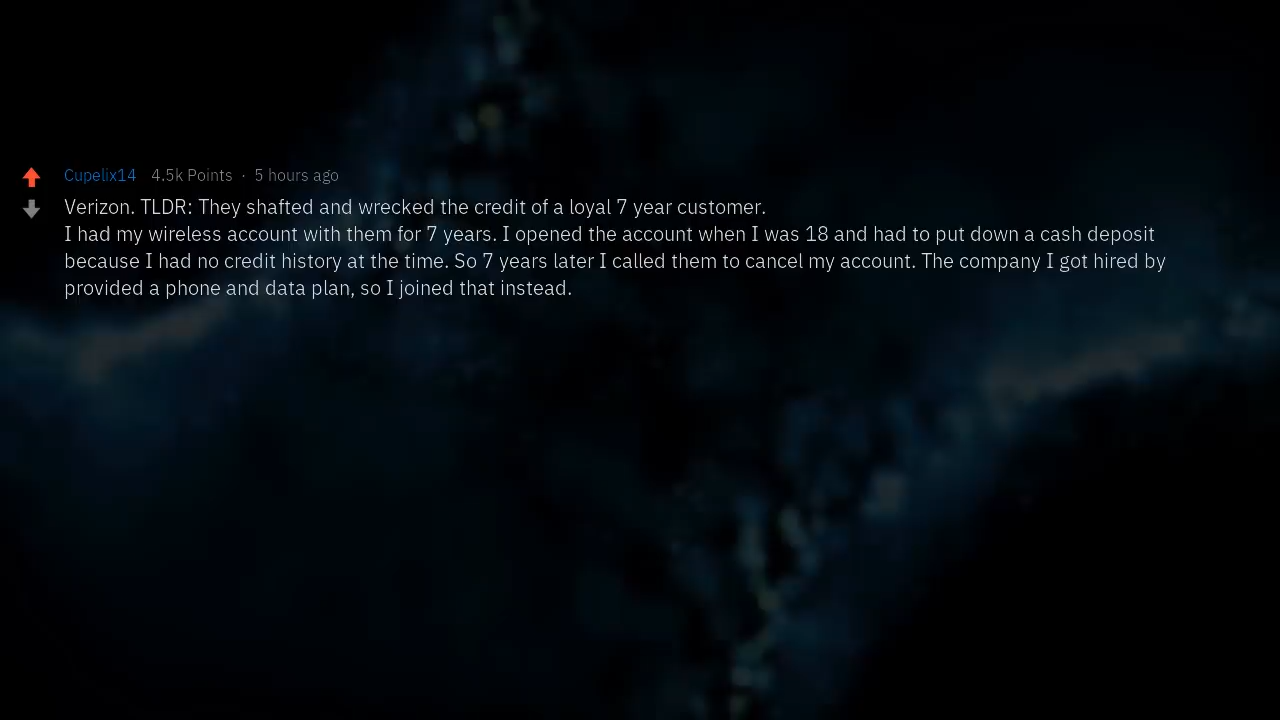 Cupelix14 4.5k Points · 5 hours ago
Verizon. TLDR: They shafted and wrecked the credit of a loyal 7 year customer.
I had my wireless account with them for 7 years. I opened the account when I was 18 and had to put down a cash deposit
because I had no credit history at the time. So 7 years later I called them to cancel my account. The company I got hired by
provided a phone and data plan, so I joined that instead.